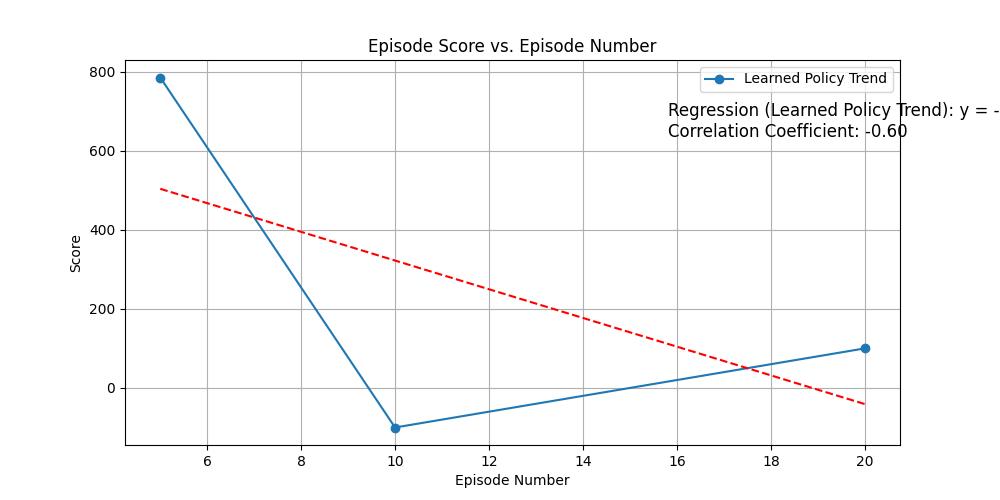 Episode Score vs. Episode Number
800
600
400
200
0
Score
Learned Policy Trend
Regression (Learned Policy Trend): y = -
Correlation Coefficient: -0.60
6 8 10 12 14 16 18 20
Episode Number